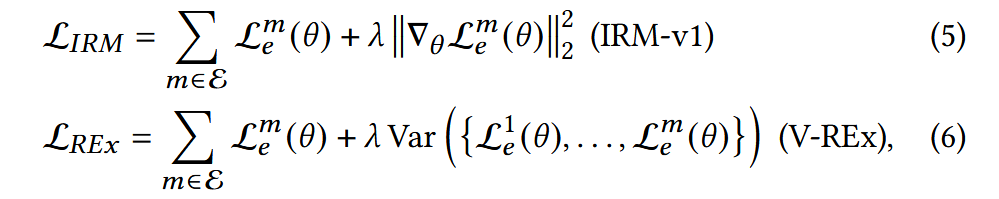 ℒ_{IRM} = ∑_{m∈ℰ} ℒ_e^m(θ) + λ ‖∇_θ ℒ_e^m(θ)‖_2^2 (IRM-v1) (5)
ℒ_{REx} = ∑_{m∈ℰ} ℒ_e^m(θ) + λ Var ({ℒ_e^1(θ), . . . , ℒ_e^m(θ)}) (V-REx), (6)